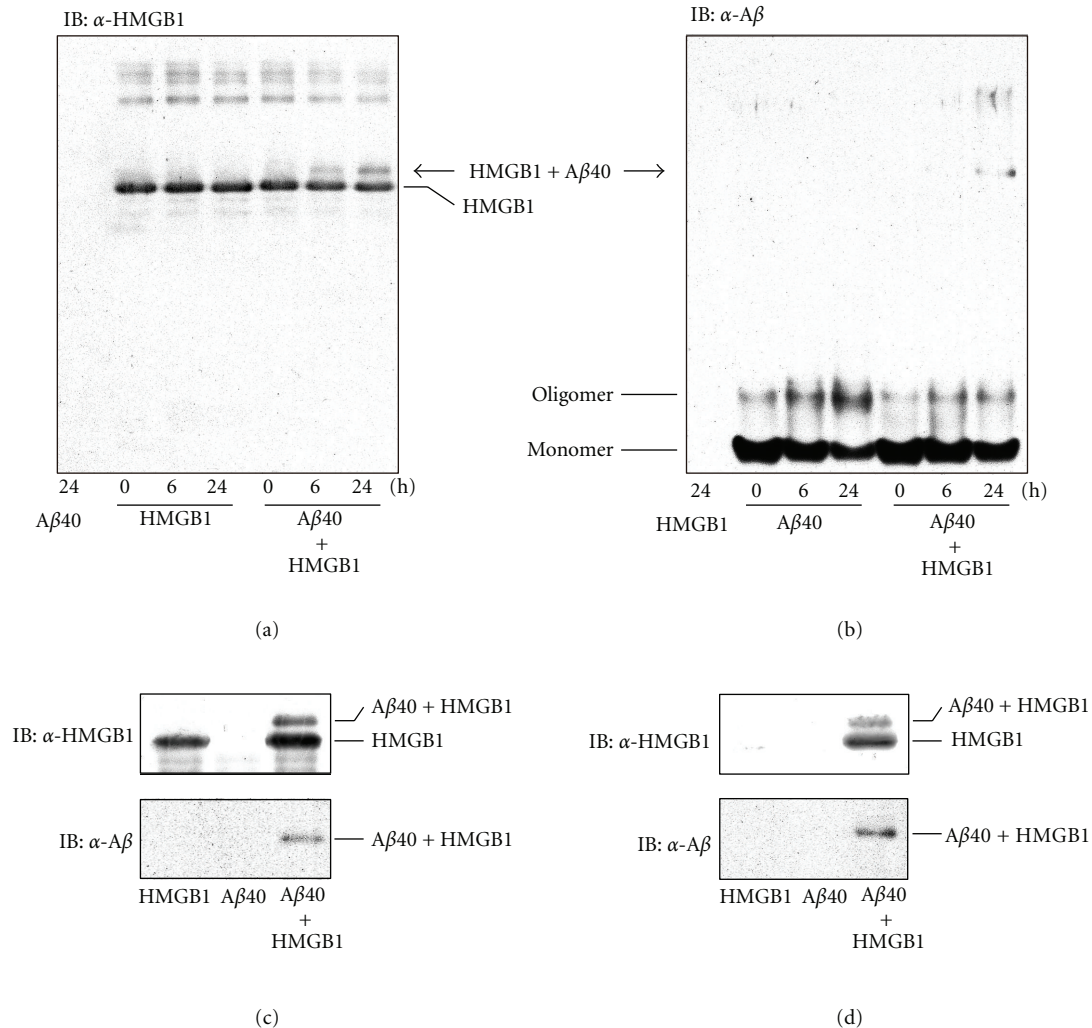 IB: α-HMGB1
HMGB1 + Aβ40
HMGB1
24 0 6 24 0 6 24 (h)
Aβ40 HMGB1 Aβ40
+
HMGB1
(a)
IB: α-Aβ
Oligomer
Monomer
24 0 6 24 0 6 24 (h)
HMGB1 Aβ40 Aβ40
+
HMGB1
(b)
IB: α-HMGB1
Aβ40 + HMGB1
HMGB1
IB: α-Aβ
Aβ40 + HMGB1
HMGB1 Aβ40 Aβ40
+
HMGB1
(c)
IB: α-HMGB1
Aβ40 + HMGB1
HMGB1
IB: α-Aβ
Aβ40 + HMGB1
HMGB1 Aβ40 Aβ40
+
HMGB1
(d)